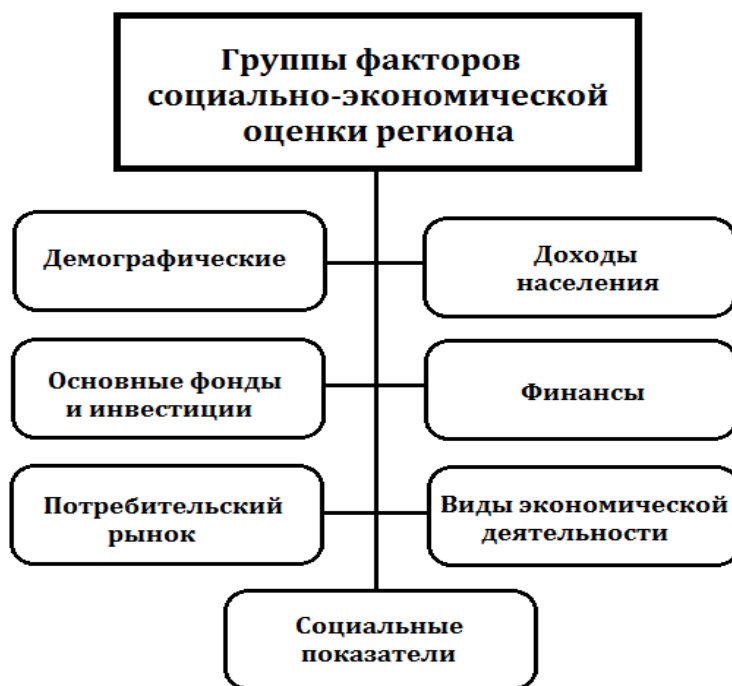 Группы факторов
социально-экономической
оценки региона
Демографические
Доходы
населения
Основные фонды
и инвестиции
Финансы
Потребительский
рынок
Виды экономической
деятельности
Социальные
показатели